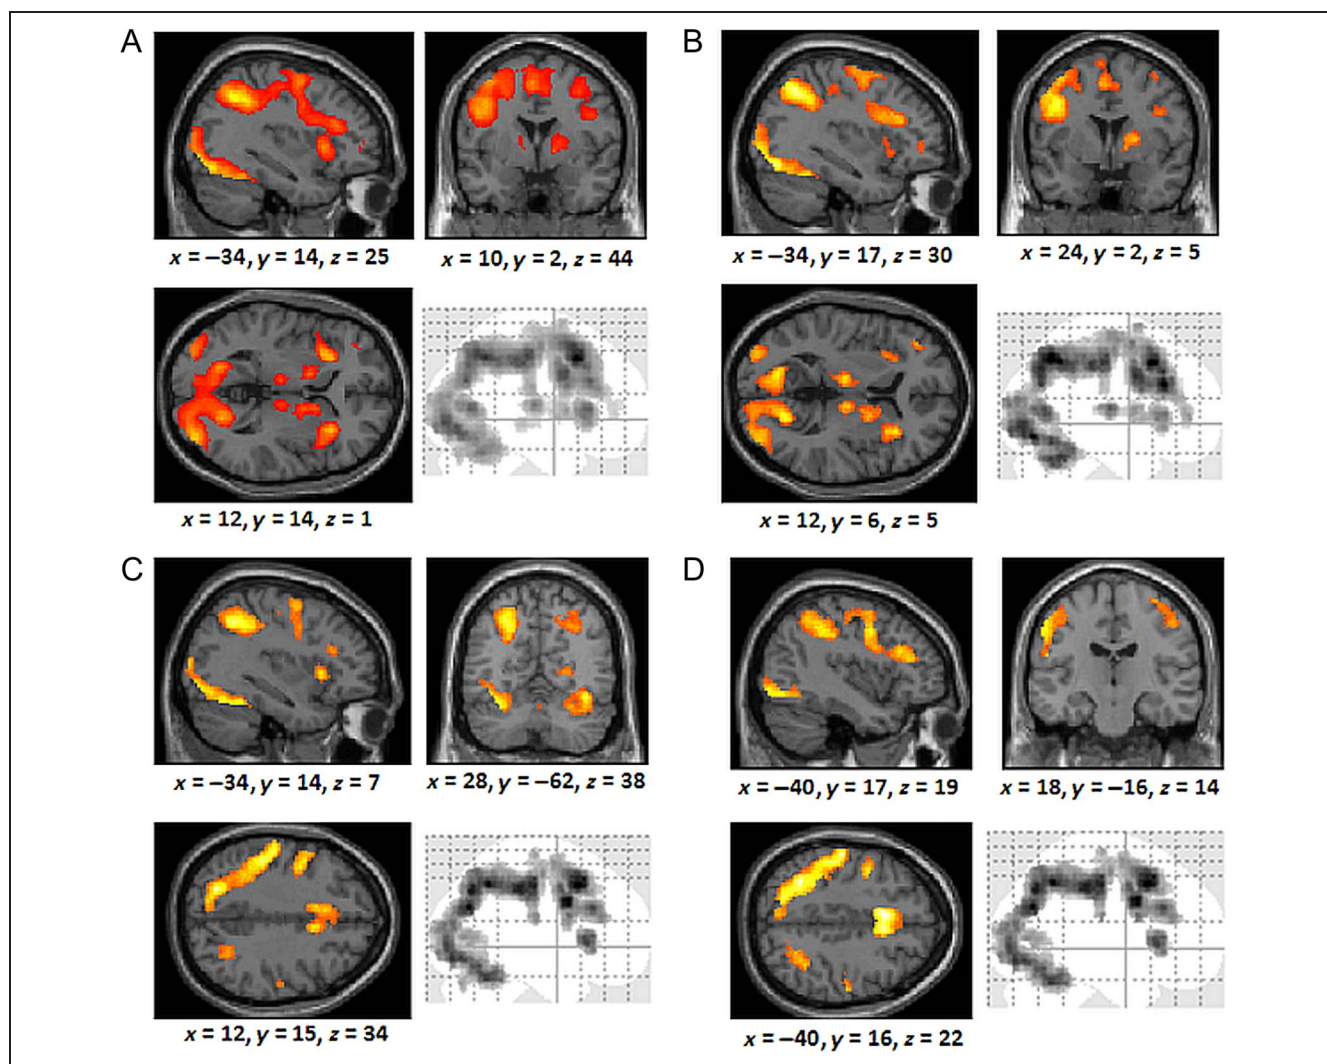 A
B
x = −34, y = 14, z = 25
x = 10, y = 2, z = 44
x = −34, y = 17, z = 30
x = 24, y = 2, z = 5
x = 12, y = 14, z = 1
x = 12, y = 6, z = 5
C
D
x = −34, y = 14, z = 7
x = 28, y = −62, z = 38
x = −40, y = 17, z = 19
x = 18, y = −16, z = 14
x = 12, y = 15, z = 34
x = −40, y = 16, z = 22